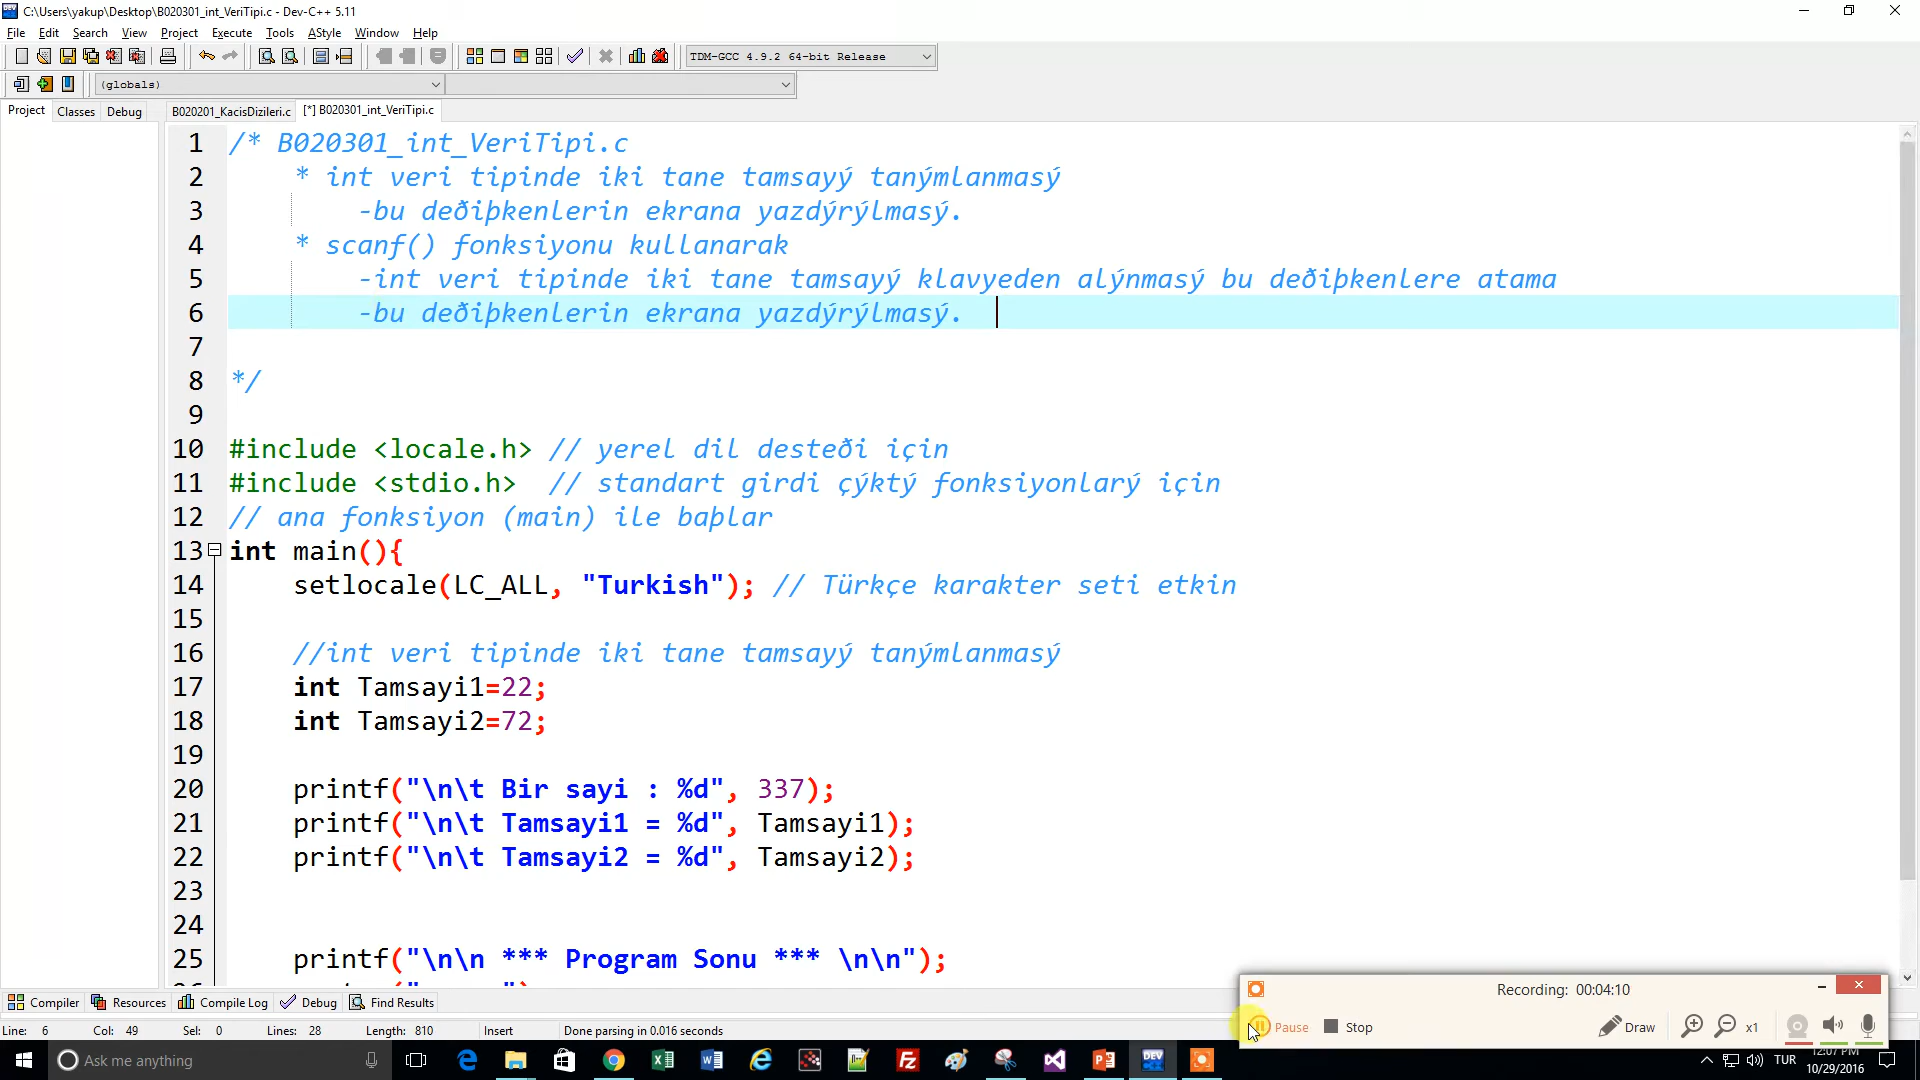 C:\Users\yakup\Desktop\B020301_int_VeriTipi.c - Dev-C++ 5.11
File Edit Search View Project Execute Tools AStyle Window Help
TDM-GCC 4.9.2 64-bit Release
(globals)
Project Classes Debug B020201_KacisDizileri.c [*] B020301_int_VeriTipi.c
1 /* B020301_int_VeriTipi.c
2 * int veri tipinde iki tane tamsayý tanýmlanmasý
3 -bu deðiþkenlerin ekrana yazdýrýlmasý.
4 * scanf() fonksiyonu kullanarak
5 -int veri tipinde iki tane tamsayý klavyeden alýnmasý bu deðiþkenlere atama
6 -bu deðiþkenlerin ekrana yazdýrýlmasý.
7
8 */
9
10 #include <locale.h> // yerel dil desteði için
11 #include <stdio.h> // standart girdi çýktý fonksiyonlarý için
12 // ana fonksiyon (main) ile baþlar
13 int main(){
14 setlocale(LC_ALL, "Turkish"); // Türkçe karakter seti etkin
15
16 //int veri tipinde iki tane tamsayý tanýmlanmasý
17 int Tamsayi1=22;
18 int Tamsayi2=72;
19
20 printf("\n\t Bir sayi : %d", 337);
21 printf("\n\t Tamsayi1 = %d", Tamsayi1);
22 printf("\n\t Tamsayi2 = %d", Tamsayi2);
23
24
25 printf("\n\n *** Program Sonu *** \n\n");
Recording: 00:04:10
Pause Stop Draw x1
Compiler Resources Compile Log Debug Find Results
Line: 6 Col: 49 Sel: 0 Lines: 28 Length: 810 Insert Done parsing in 0.016 seconds
Ask me anything
TUR
12:07 PM
10/29/2016